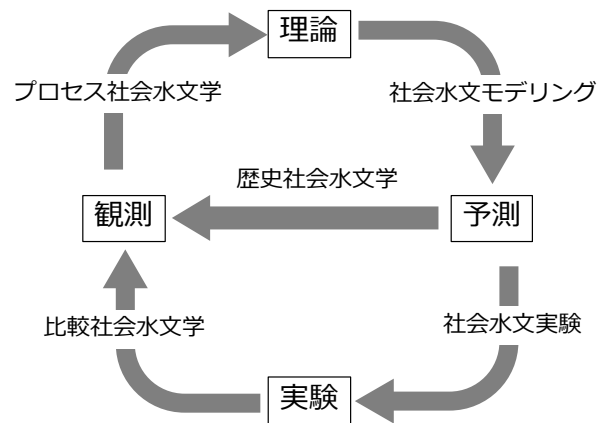 理論
プロセス社会水文学
社会水文モデリング
歴史社会水文学
観測
予測
比較社会水文学
社会水文実験
実験